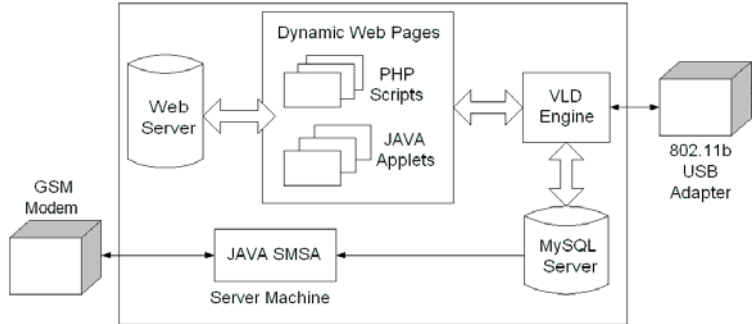 Dynamic Web Pages
PHP
Scripts
JAVA
Applets
Web
Server
VLD
Engine
802.11b
USB
Adapter
GSM
Modem
JAVA SMSA
Server Machine
MySQL
Server